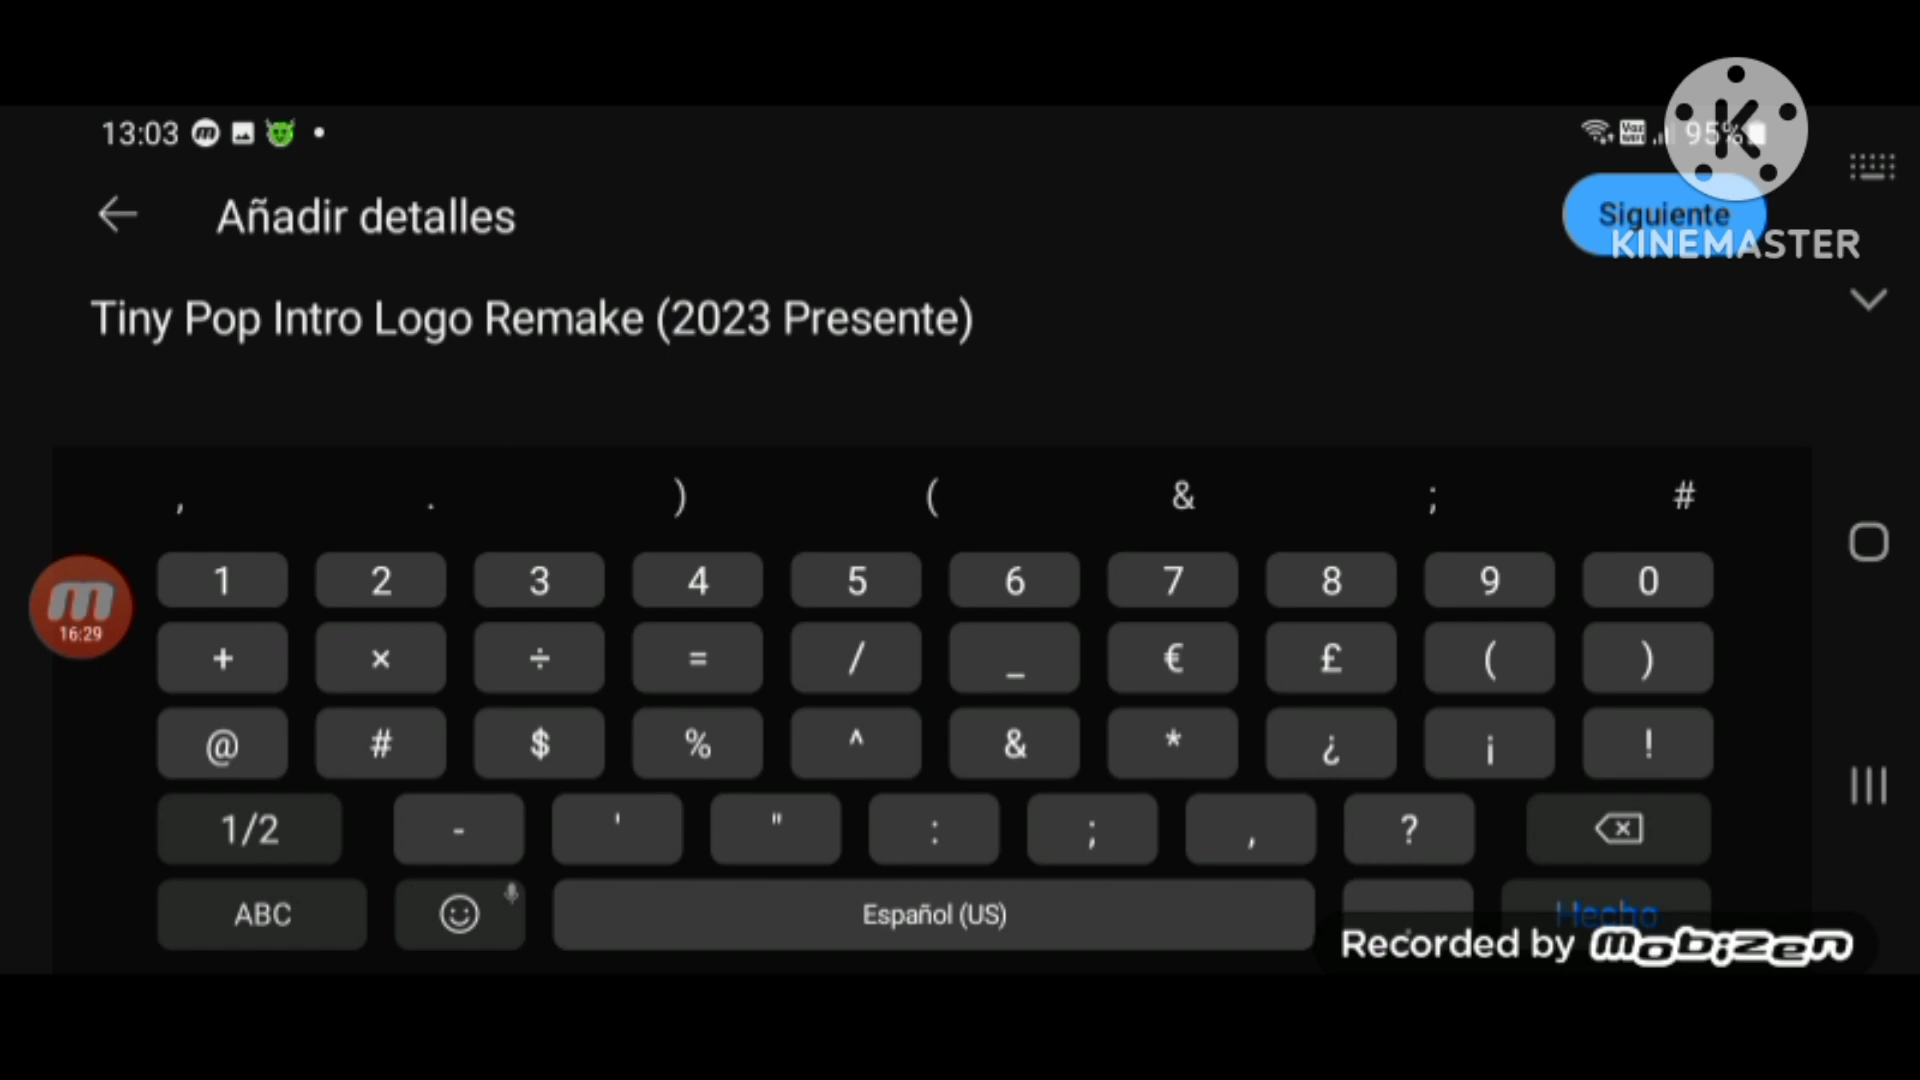 13:03
95%
Añadir detalles
Siguiente
KINEMASTER
Tiny Pop Intro Logo Remake (2023 Presente)
, . ) ( & ; #
1 2 3 4 5 6 7 8 9 0
+ × ÷ = / _ € £ ( )
16:29
@ # $ % ^ & * ¿ ¡ !
1/2 - ' " : ; , ?
ABC Español (US) . Hecho
Recorded by mobizen